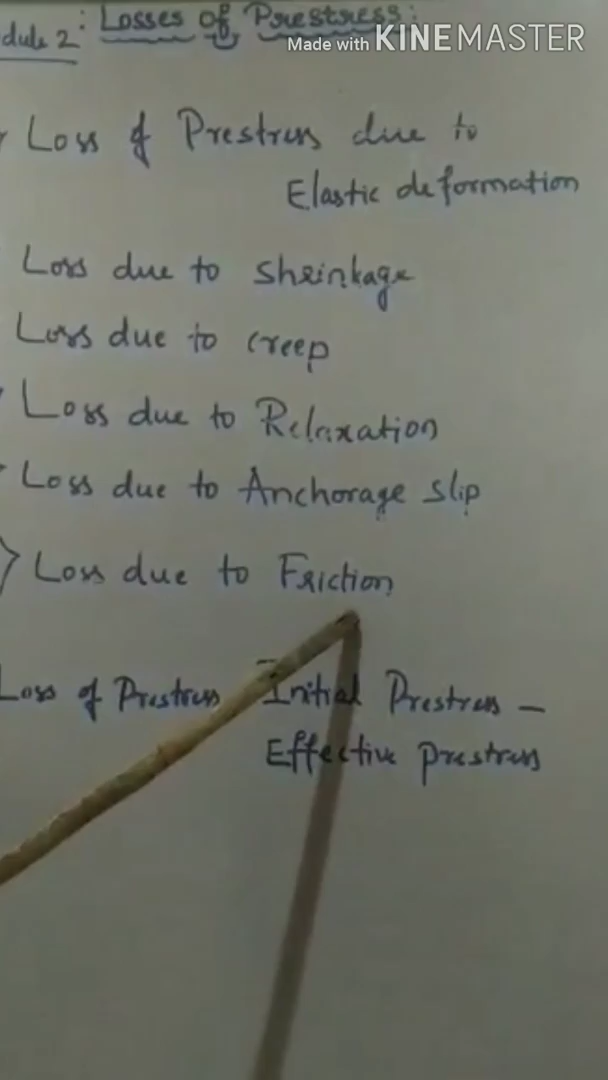 dule 2 : Losses of Prestress :
Made with KINEMASTER
Loss of Prestress due to
Elastic deformation
Loss due to Shrinkage
Loss due to Creep
Loss due to Relaxation
Loss due to Anchorage slip
Loss due to Friction
Loss of Prestress = Initial Prestress -
Effective prestress